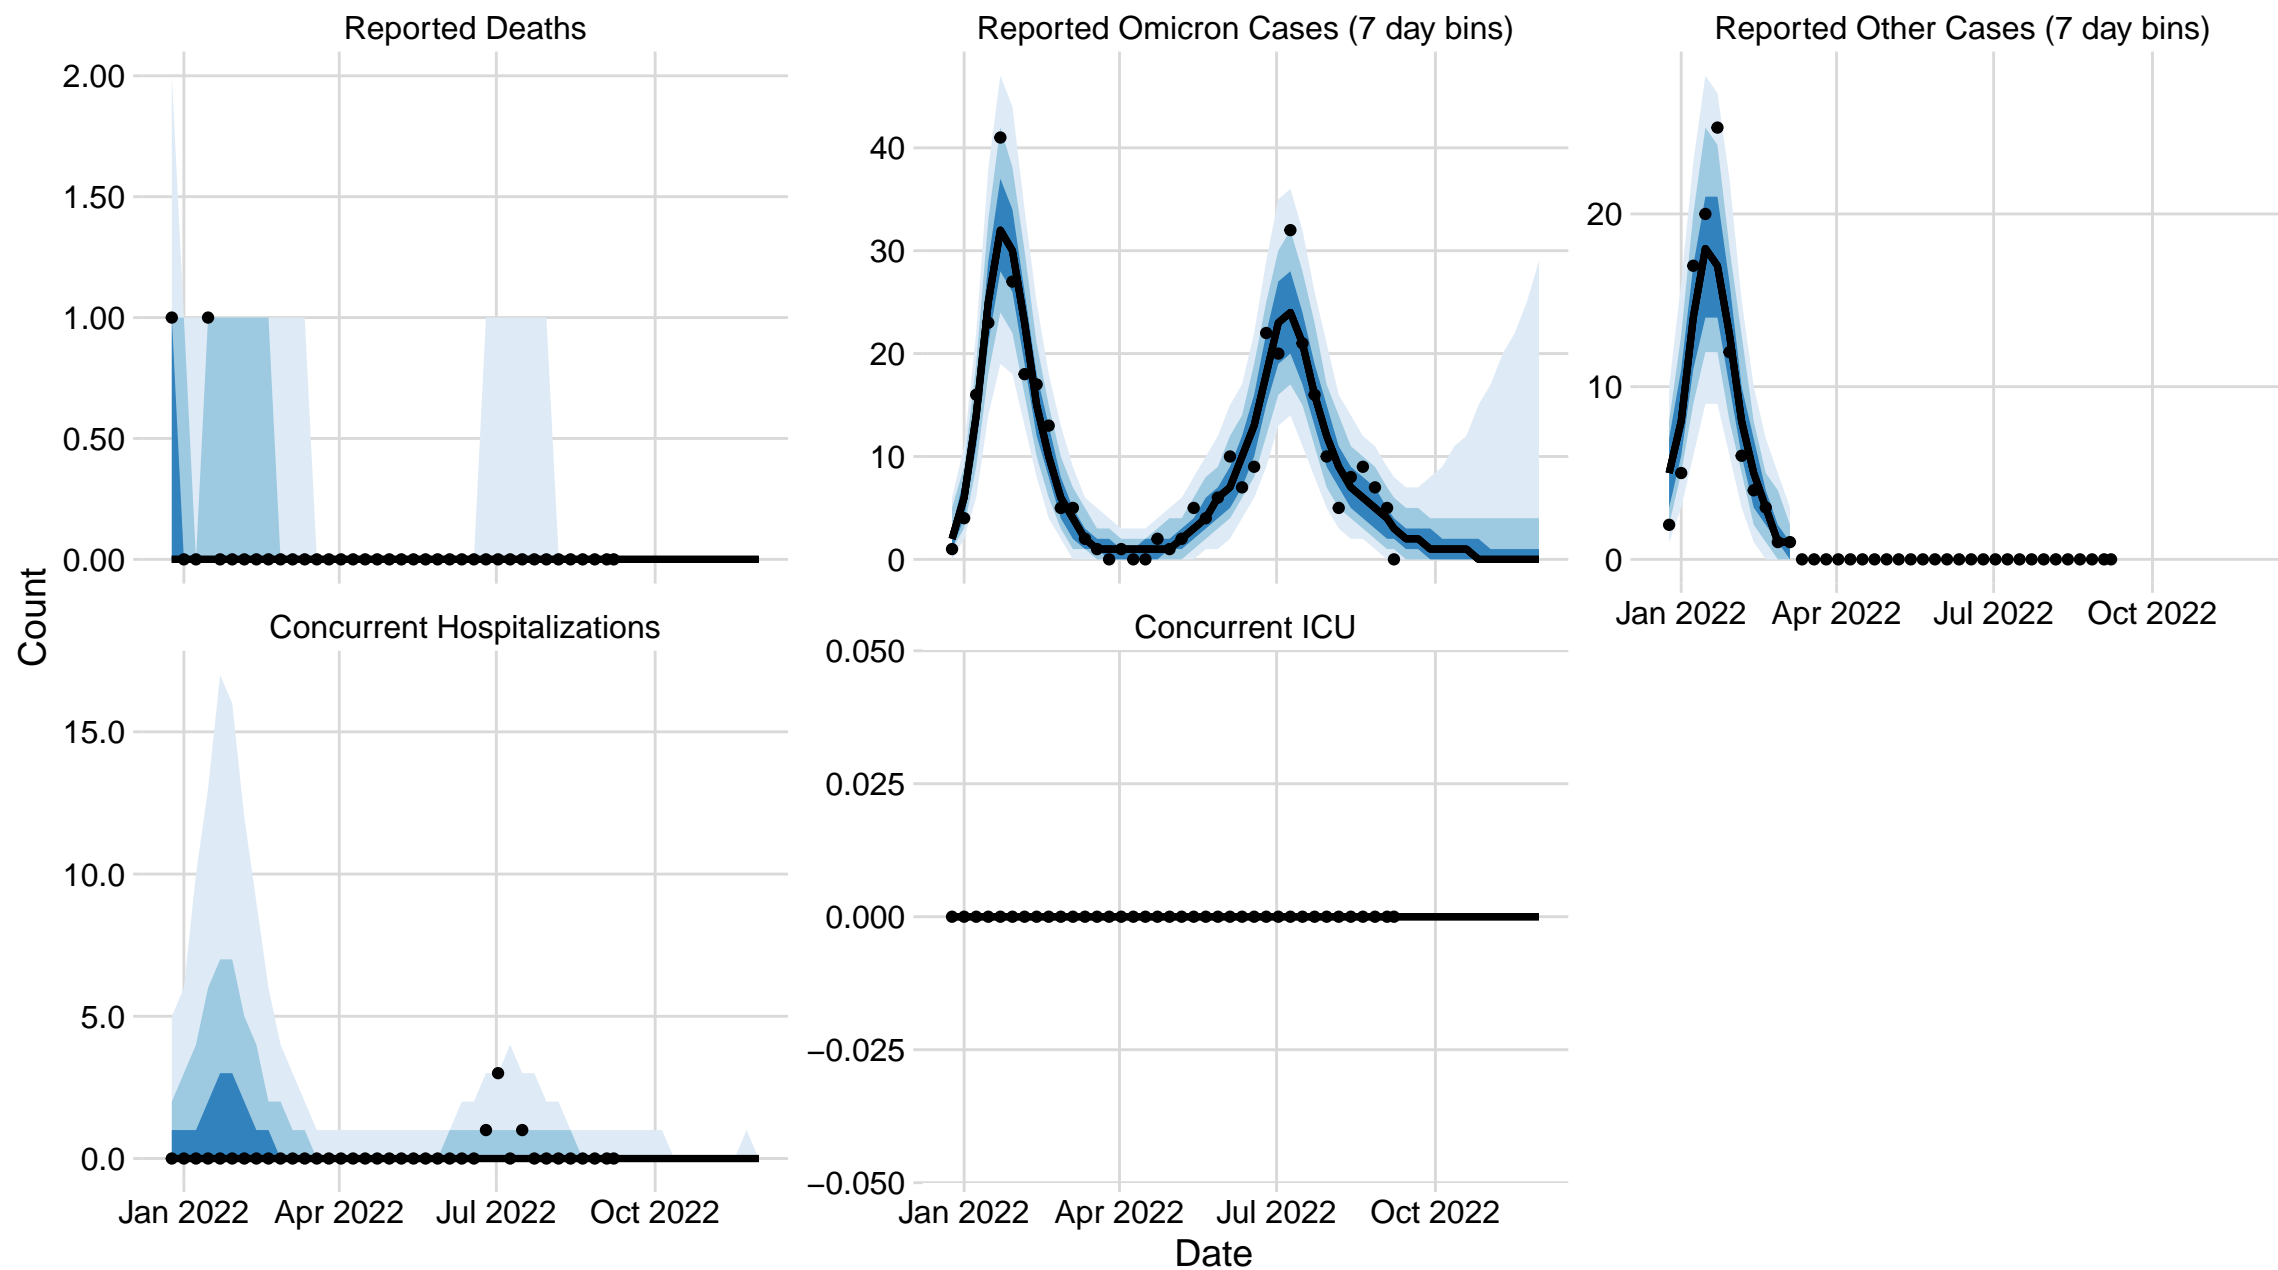 Reported Deaths
Reported Omicron Cases (7 day bins)
Reported Other Cases (7 day bins)
2.00
1.50
1.00
0.50
0.00
40
30
20
10
0
20
10
0
Jan 2022 Apr 2022 Jul 2022 Oct 2022
Count
Concurrent Hospitalizations
Concurrent ICU
15.0
10.0
5.0
0.0
0.050
0.025
0.000
−0.025
−0.050
Jan 2022 Apr 2022 Jul 2022 Oct 2022
Jan 2022 Apr 2022 Jul 2022 Oct 2022
Date